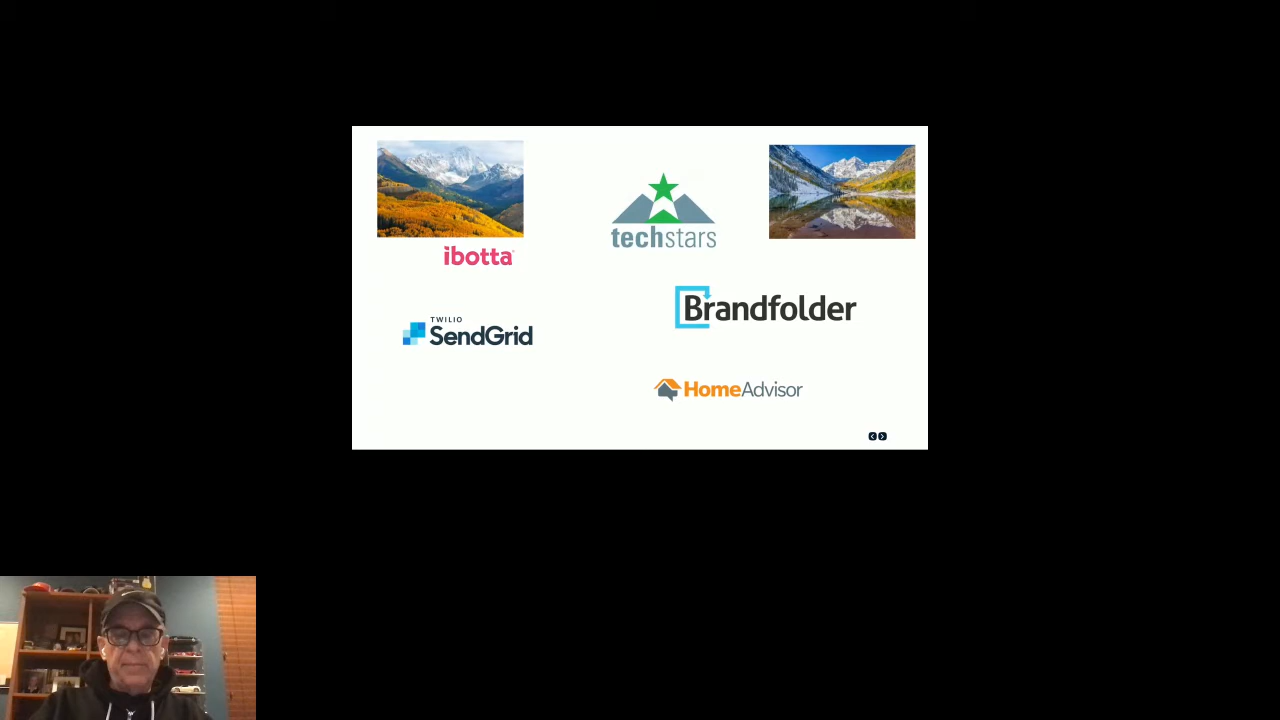 techstars
ibotta
Brandfolder
TWILIO
SendGrid
HomeAdvisor